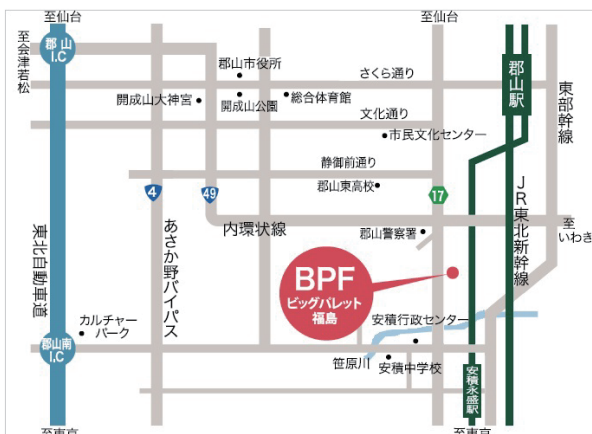 至仙台
至仙台
至会津若松
郡山
I.C
郡山市役所
さくら通り
郡山駅
東部幹線
開成山大神宮
開成山公園
総合体育館
文化通り
市民文化センター
静御前通り
郡山東高校
4
49
17
東北自動車道
あさか野バイパス
内環状線
郡山警察署
JR東北新幹線
至いわき
BPF
ビッグパレット
福島
カルチャー
パーク
安積行政センター
郡山南
I.C
笹原川
安積中学校
安積永盛駅
至東京
至東京